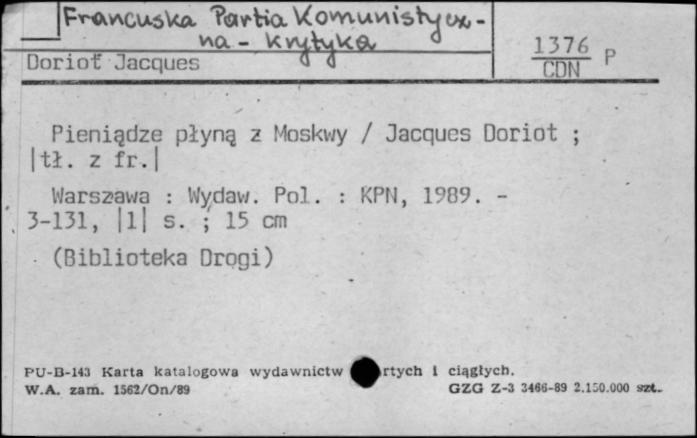 Francuska Partia Komunistycz-
na - krytyka
Doriot Jacques
1376 P
CDN
Pieniądze płyną z Moskwy / Jacques Doriot ;
|tł. z fr.|
Warszawa : Wydaw. Pol. : KPN, 1989. -
3-131, |1| s. ; 15 cm
(Biblioteka Drogi)
PU-B-143 Karta katalogowa wydawnictw rtych i ciągłych.
W.A. zam. 1562/On/89 GZG Z-3 3466-89 2.150.000 szt.